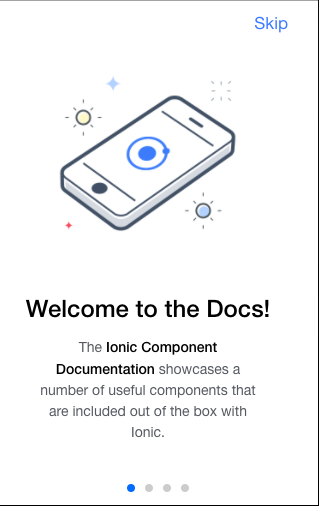 Skip
Welcome to the Docs!
The Ionic Component
Documentation showcases a
number of useful components that
are included out of the box with
Ionic.